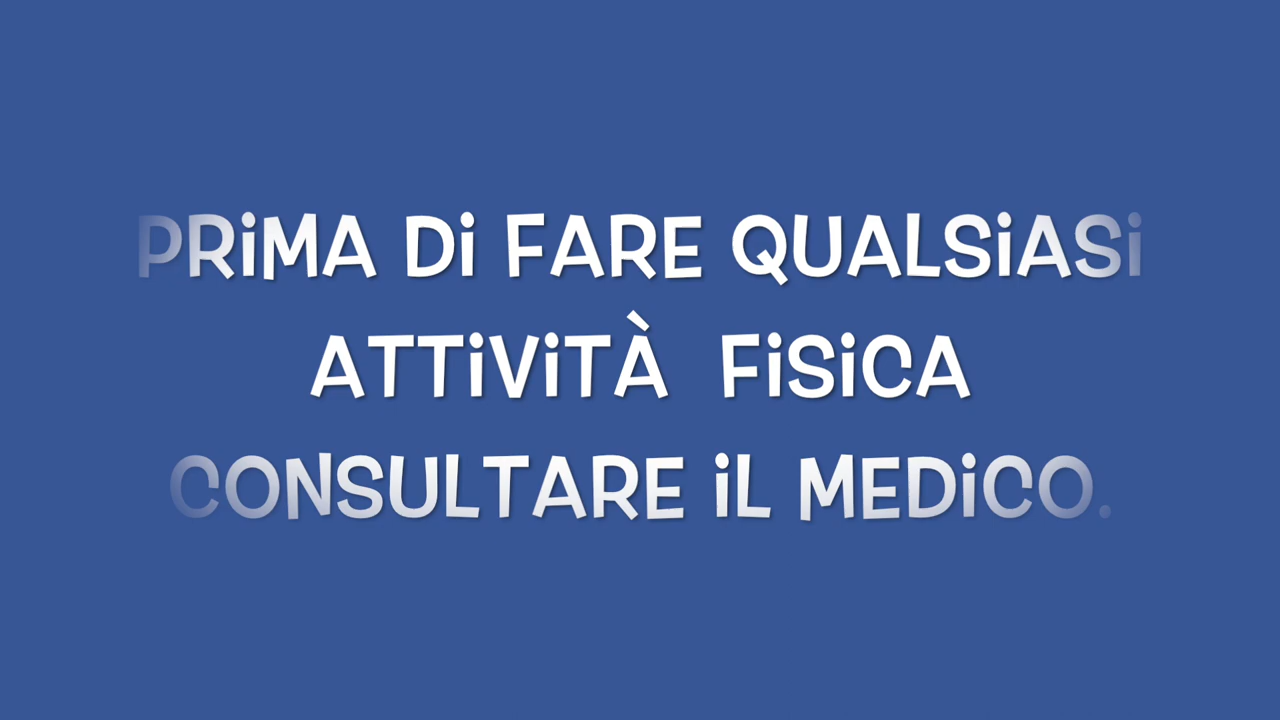 PRiMA Di FARE QUALSiASi
ATTiViTÀ FiSiCA
CONSULTARE iL MEDiCO.